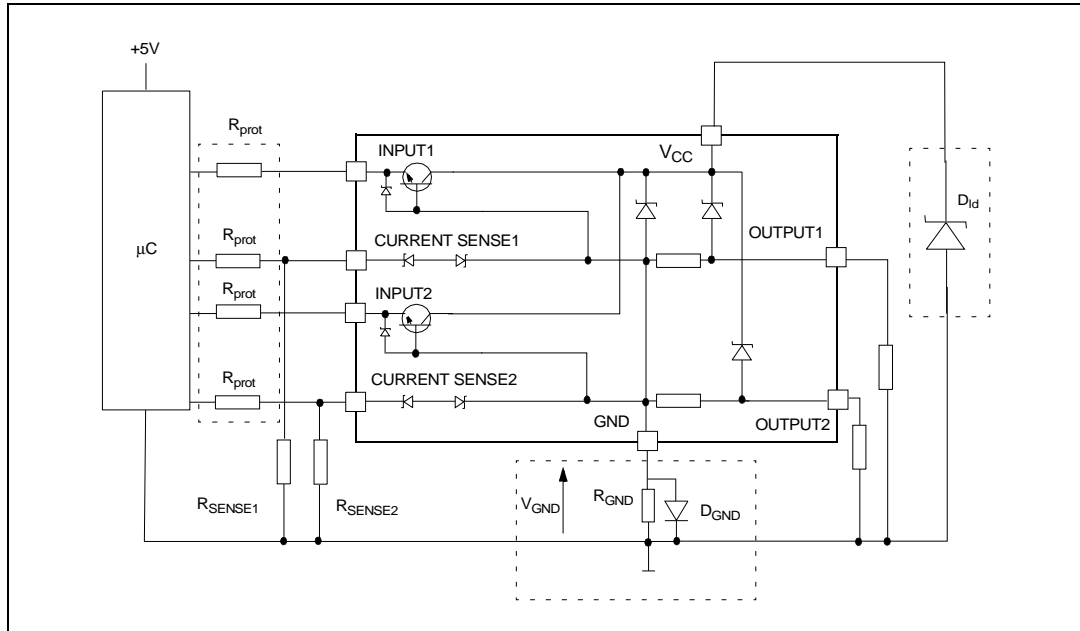 +5V
Rprot
INPUT1
VCC
Dld
OUTPUT1
Rprot
CURRENT SENSE1
μC
Rprot
INPUT2
Rprot
CURRENT SENSE2
GND
OUTPUT2
RSENSE1
RSENSE2
VGND
RGND
DGND